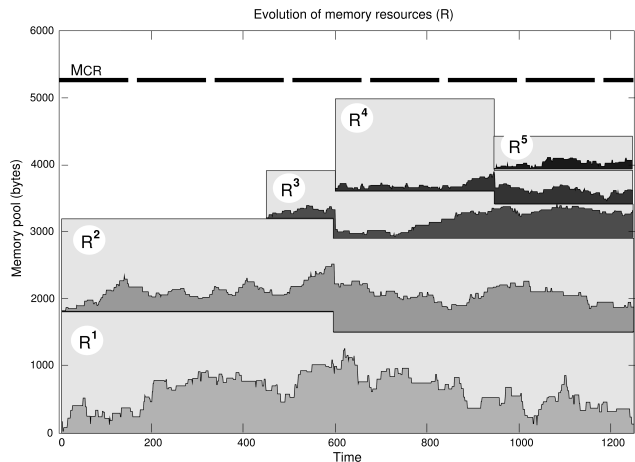 Evolution of memory resources (R)
6000
MCR
5000
R⁴
R⁵
4000
R³
Memory pool (bytes)
3000
R²
2000
R¹
1000
0
0 200 400 600 800 1000 1200
Time